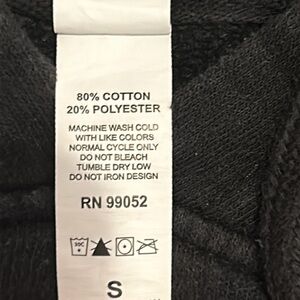 80% COTTON
20% POLYESTER
MACHINE WASH COLD
WITH LIKE COLORS
NORMAL CYCLE ONLY
DO NOT BLEACH
TUMBLE DRY LOW
DO NOT IRON DESIGN
RN 99052
30C
S